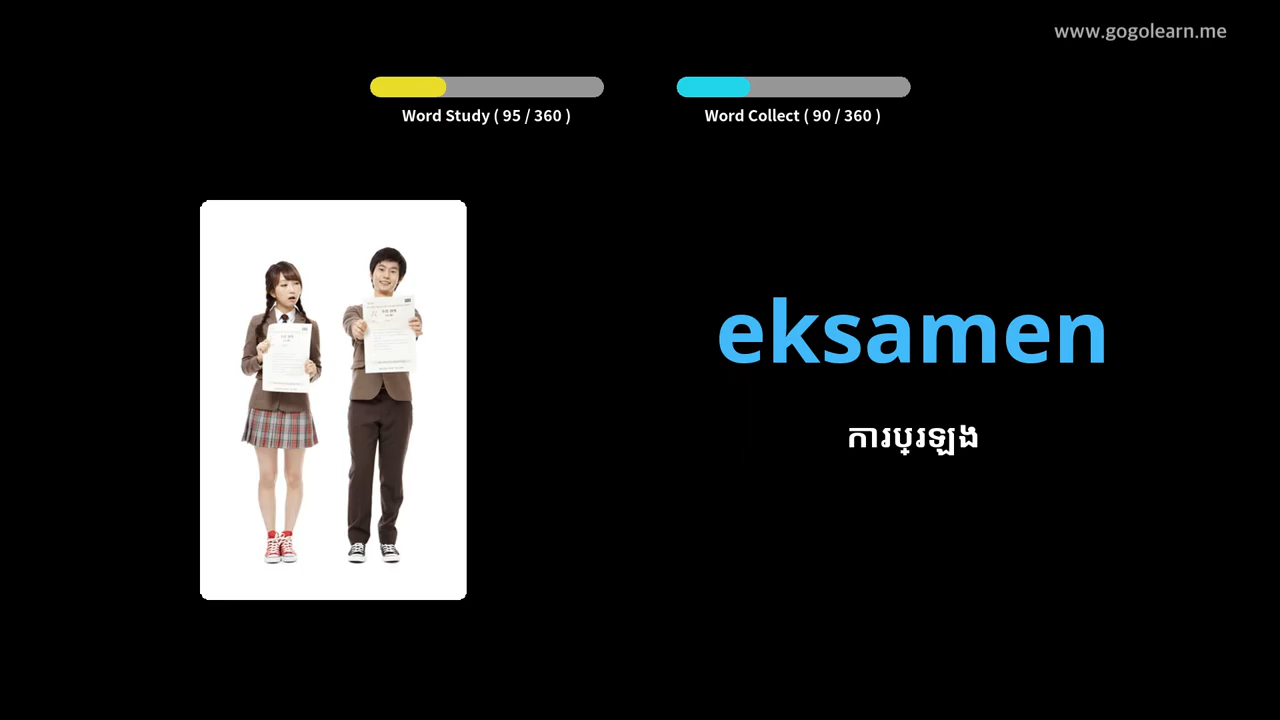 www.gogolearn.me
Word Study ( 95 / 360 )
Word Collect ( 90 / 360 )
eksamen
ការប្រឡង